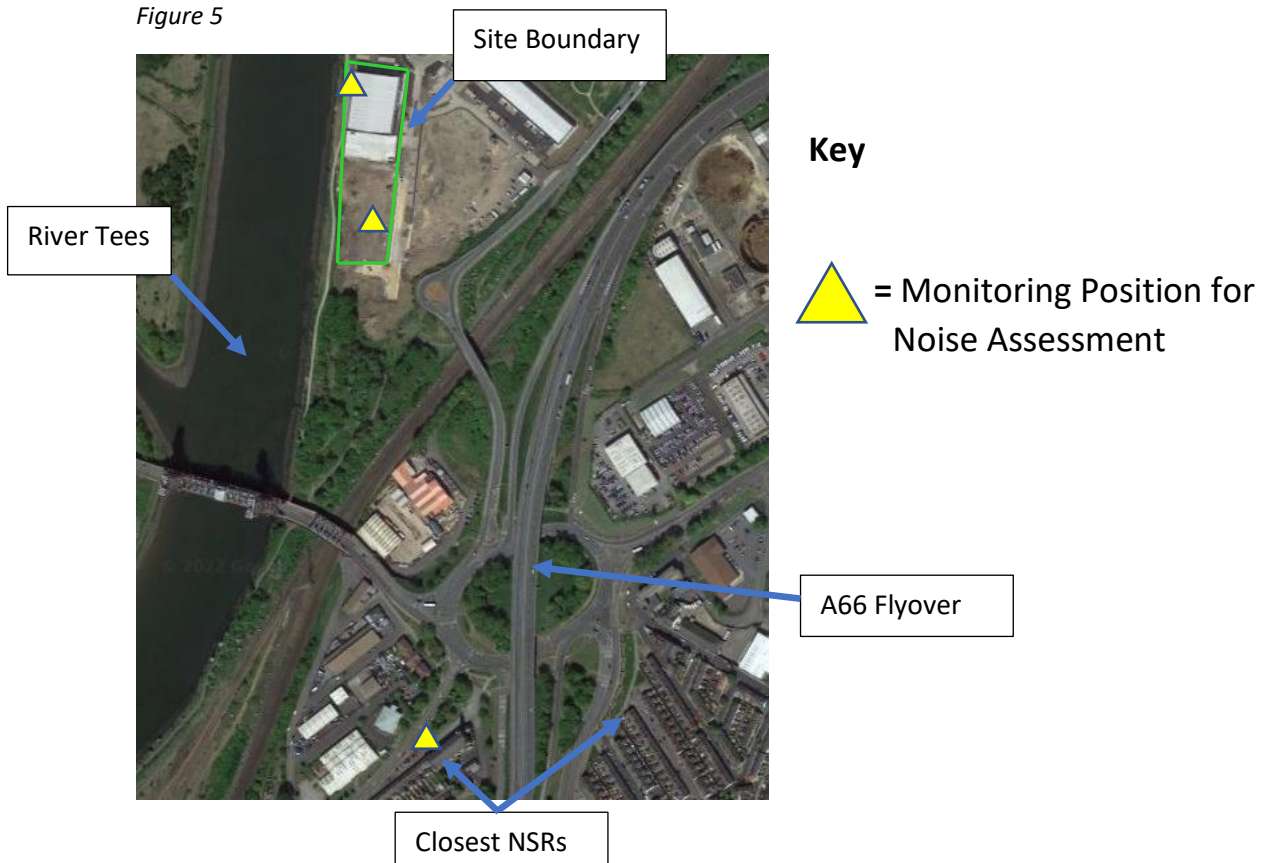 Figure 5
Site Boundary
Key
River Tees
= Monitoring Position for
Noise Assessment
A66 Flyover
Closest NSRs